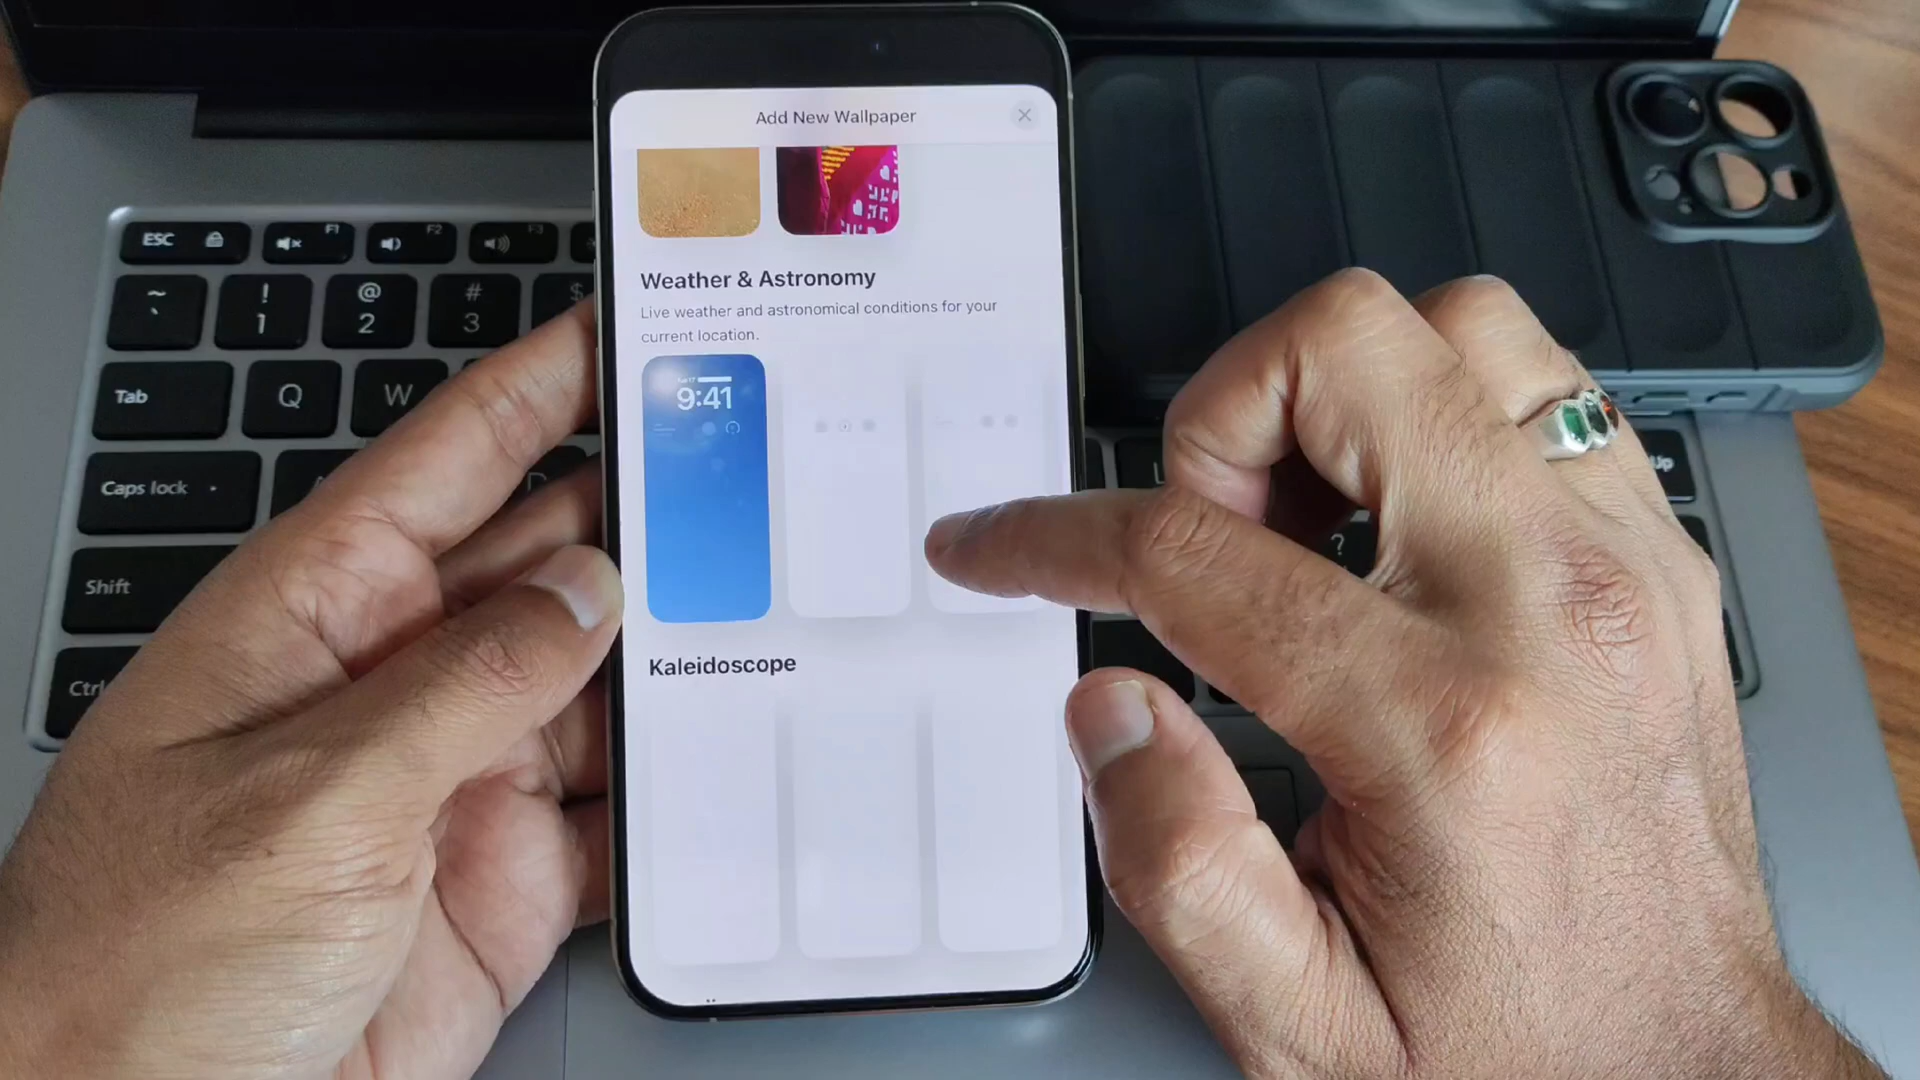 Add New Wallpaper
Weather & Astronomy
Live weather and astronomical conditions for your
current location.
9:41
Kaleidoscope
ESC
F1
F2
F3
~
`
!
1
@
2
#
3
$
Tab
Q
W
Caps lock
D
Shift
Ctrl
?